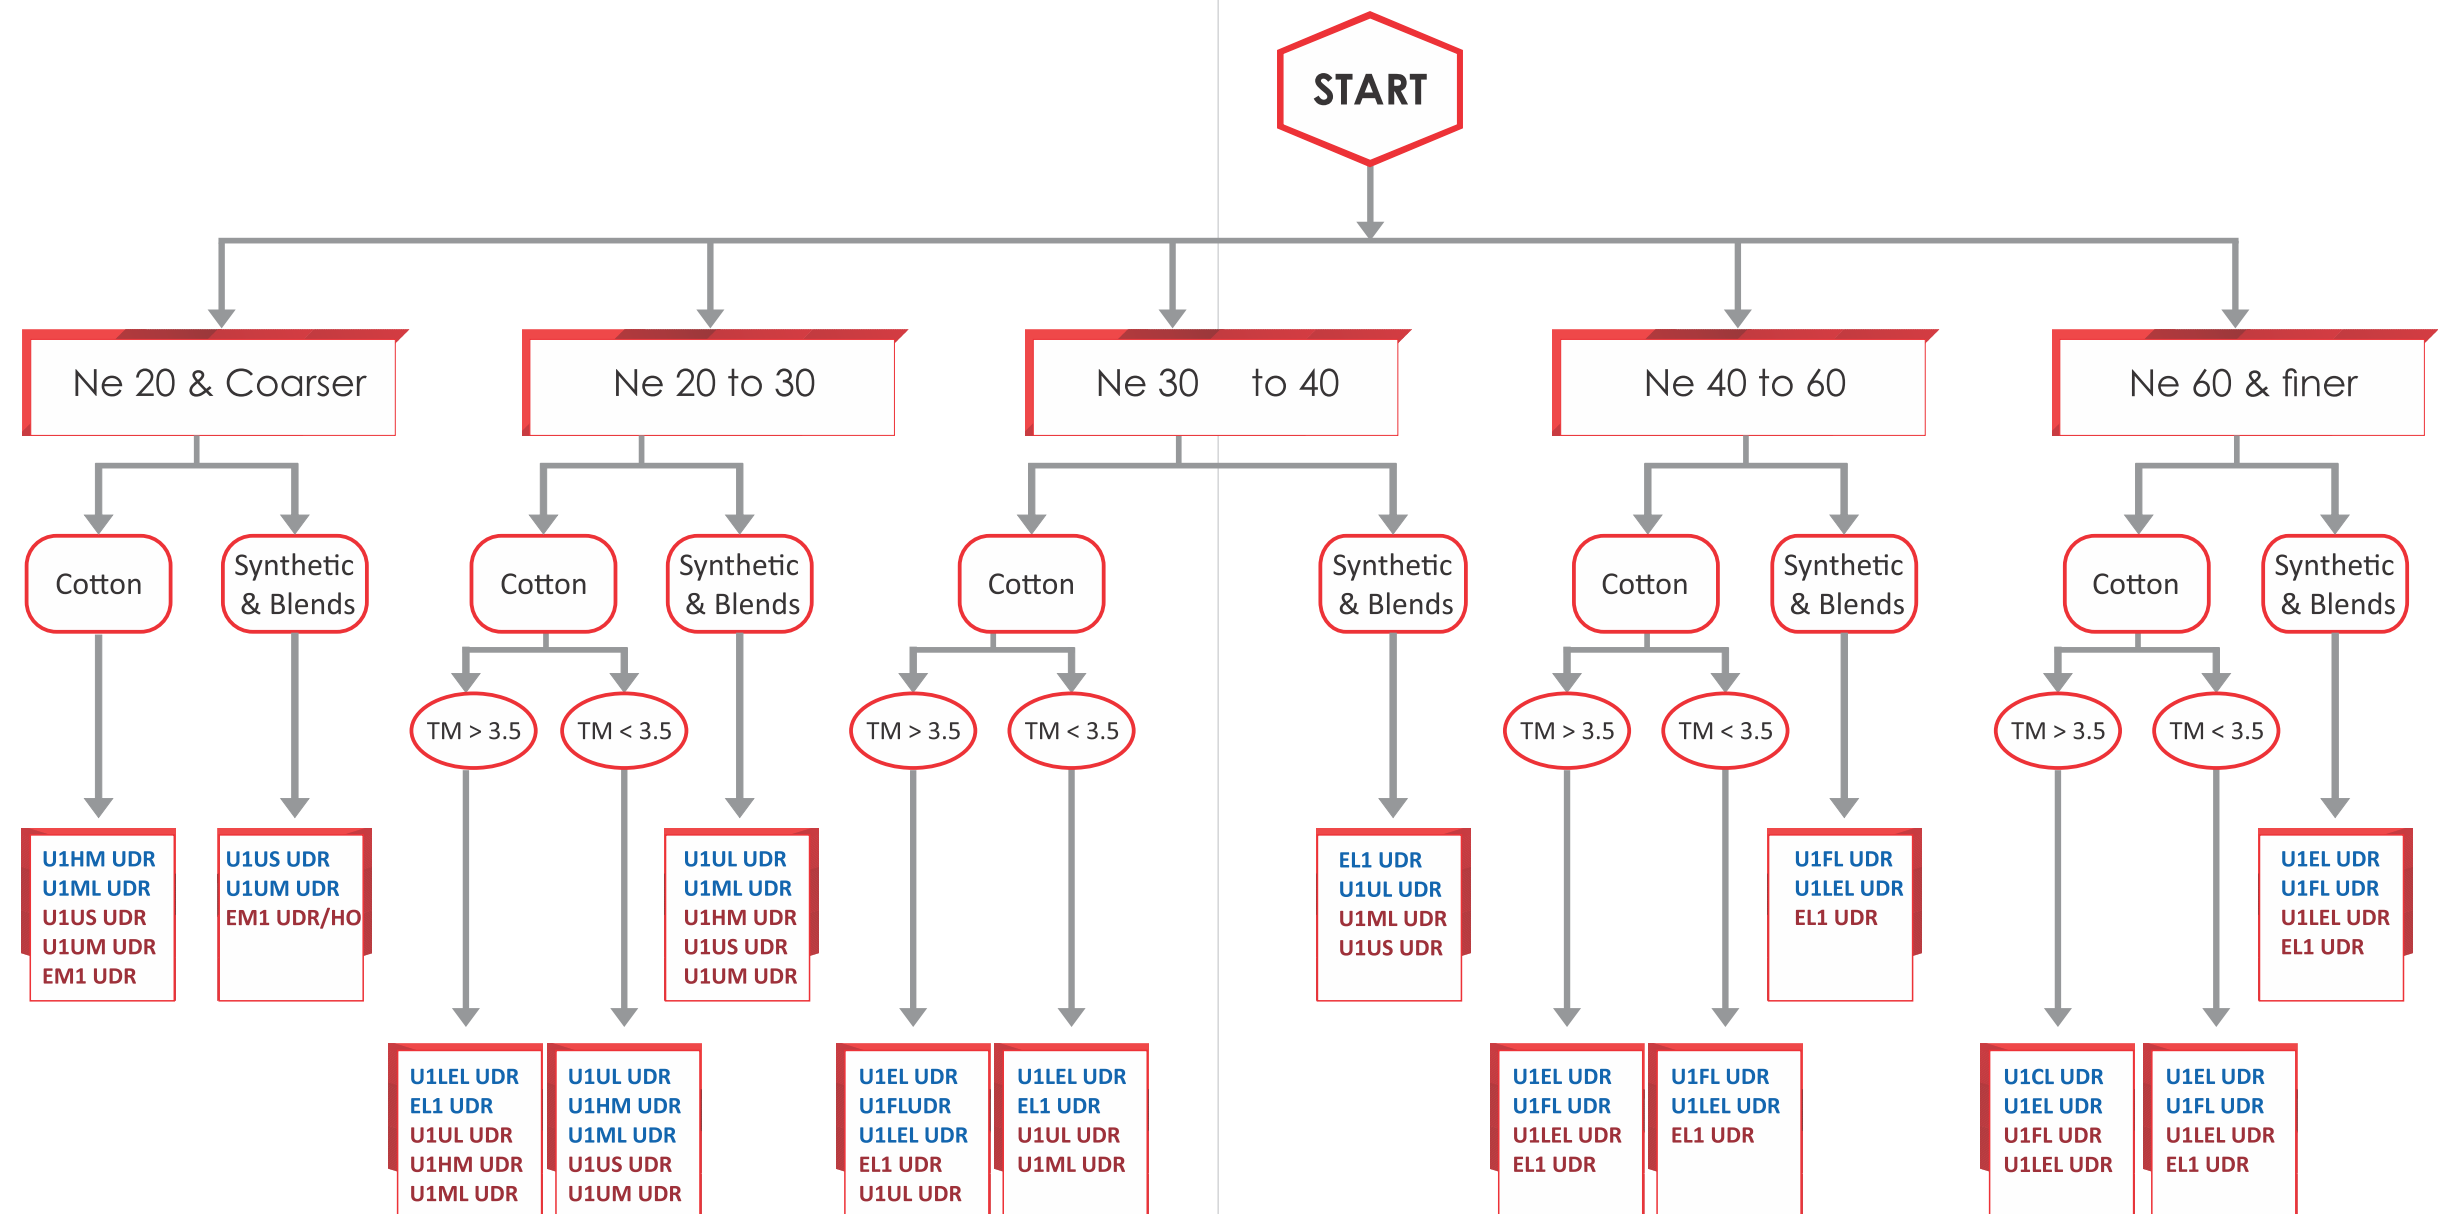 START
Ne 20 & Coarser
Ne 20 to 30
Ne 30 to 40
Ne 40 to 60
Ne 60 & finer
Cotton
Synthetic
& Blends
Cotton
Synthetic
& Blends
Cotton
Synthetic
& Blends
Cotton
Synthetic
& Blends
Cotton
Synthetic
& Blends
TM > 3.5
TM < 3.5
TM > 3.5
TM < 3.5
TM > 3.5
TM < 3.5
TM > 3.5
TM < 3.5
U1HM UDR
U1ML UDR
U1US UDR
U1UM UDR
EM1 UDR
U1US UDR
U1UM UDR
EM1 UDR/HO
U1UL UDR
U1ML UDR
U1HM UDR
U1US UDR
U1UM UDR
EL1 UDR
U1UL UDR
U1ML UDR
U1US UDR
U1FL UDR
U1LEL UDR
EL1 UDR
U1EL UDR
U1FL UDR
U1LEL UDR
EL1 UDR
U1LEL UDR
EL1 UDR
U1UL UDR
U1HM UDR
U1ML UDR
U1UL UDR
U1HM UDR
U1ML UDR
U1US UDR
U1UM UDR
U1EL UDR
U1FLUDR
U1LEL UDR
EL1 UDR
U1UL UDR
U1LEL UDR
EL1 UDR
U1UL UDR
U1ML UDR
U1EL UDR
U1FL UDR
U1LEL UDR
EL1 UDR
U1FL UDR
U1LEL UDR
EL1 UDR
U1CL UDR
U1EL UDR
U1FL UDR
U1LEL UDR
U1EL UDR
U1FL UDR
U1LEL UDR
EL1 UDR